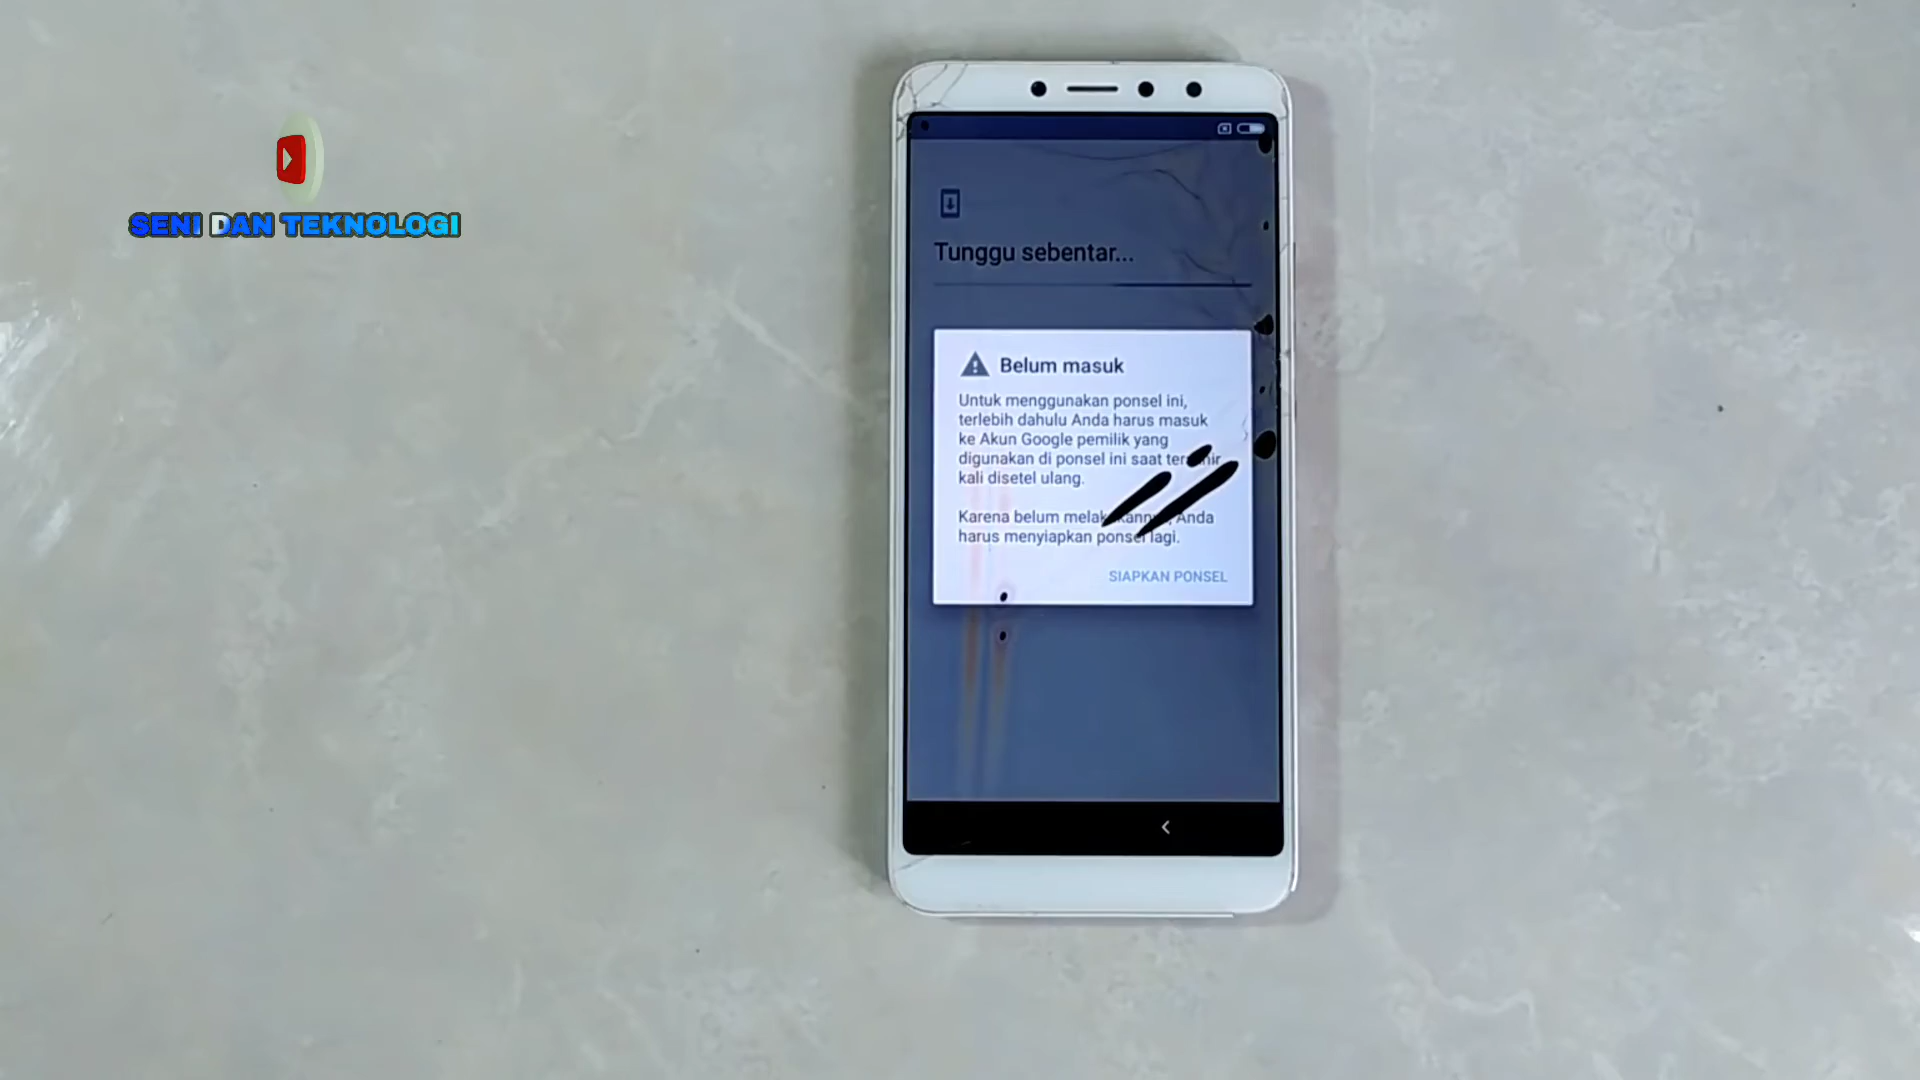 SENI DAN TEKNOLOGI
Tunggu sebentar...
Belum masuk
Untuk menggunakan ponsel ini,
terlebih dahulu Anda harus masuk
ke Akun Google pemilik yang
digunakan di ponsel ini saat
kali disetel ulang.
Karena belum Anda
harus menyiapkan ponsel lagi.
SIAPKAN PONSEL